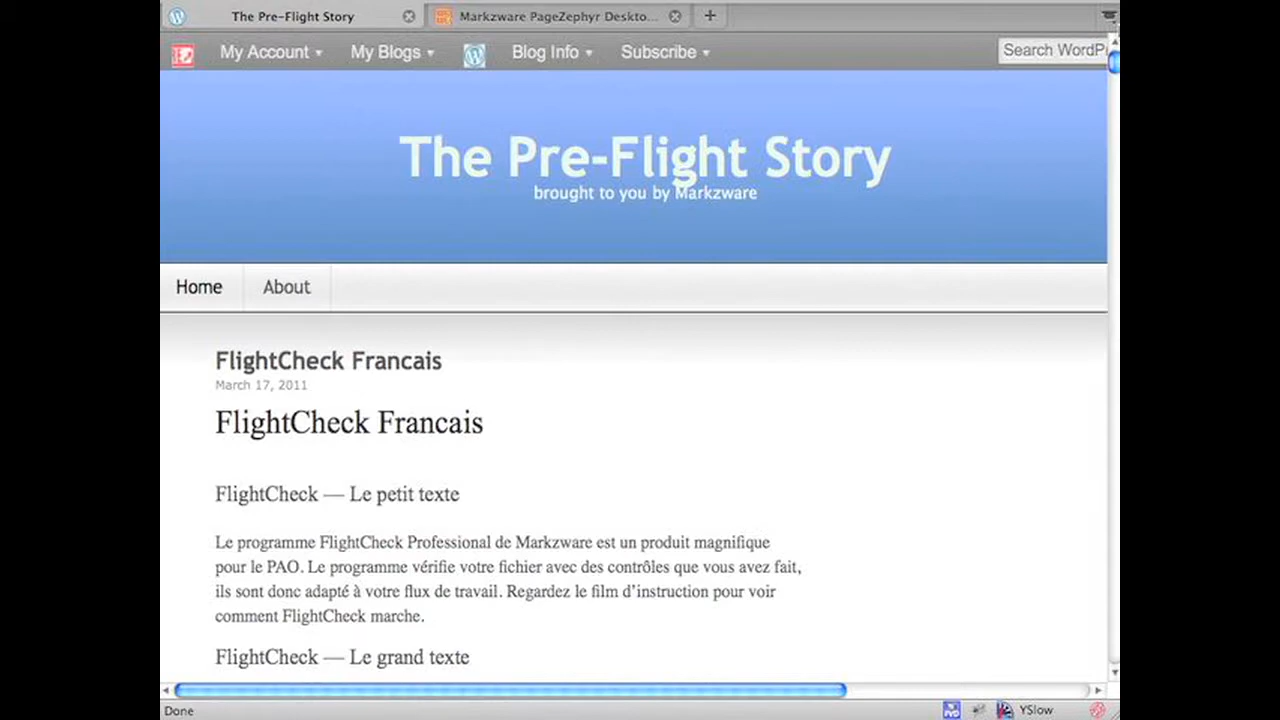 The Pre-Flight Story
Markzware PageZephyr Deskto...
My Account
My Blogs
Blog Info
Subscribe
Search WordP
The Pre-Flight Story
brought to you by Markzware
Home
About
FlightCheck Francais
March 17, 2011
FlightCheck Francais
FlightCheck — Le petit texte
Le programme FlightCheck Professional de Markzware est un produit magnifique
pour le PAO. Le programme vérifie votre fichier avec des contrôles que vous avez fait,
ils sont donc adapté à votre flux de travail. Regardez le film d’instruction pour voir
comment FlightCheck marche.
FlightCheck — Le grand texte
Done
YSlow